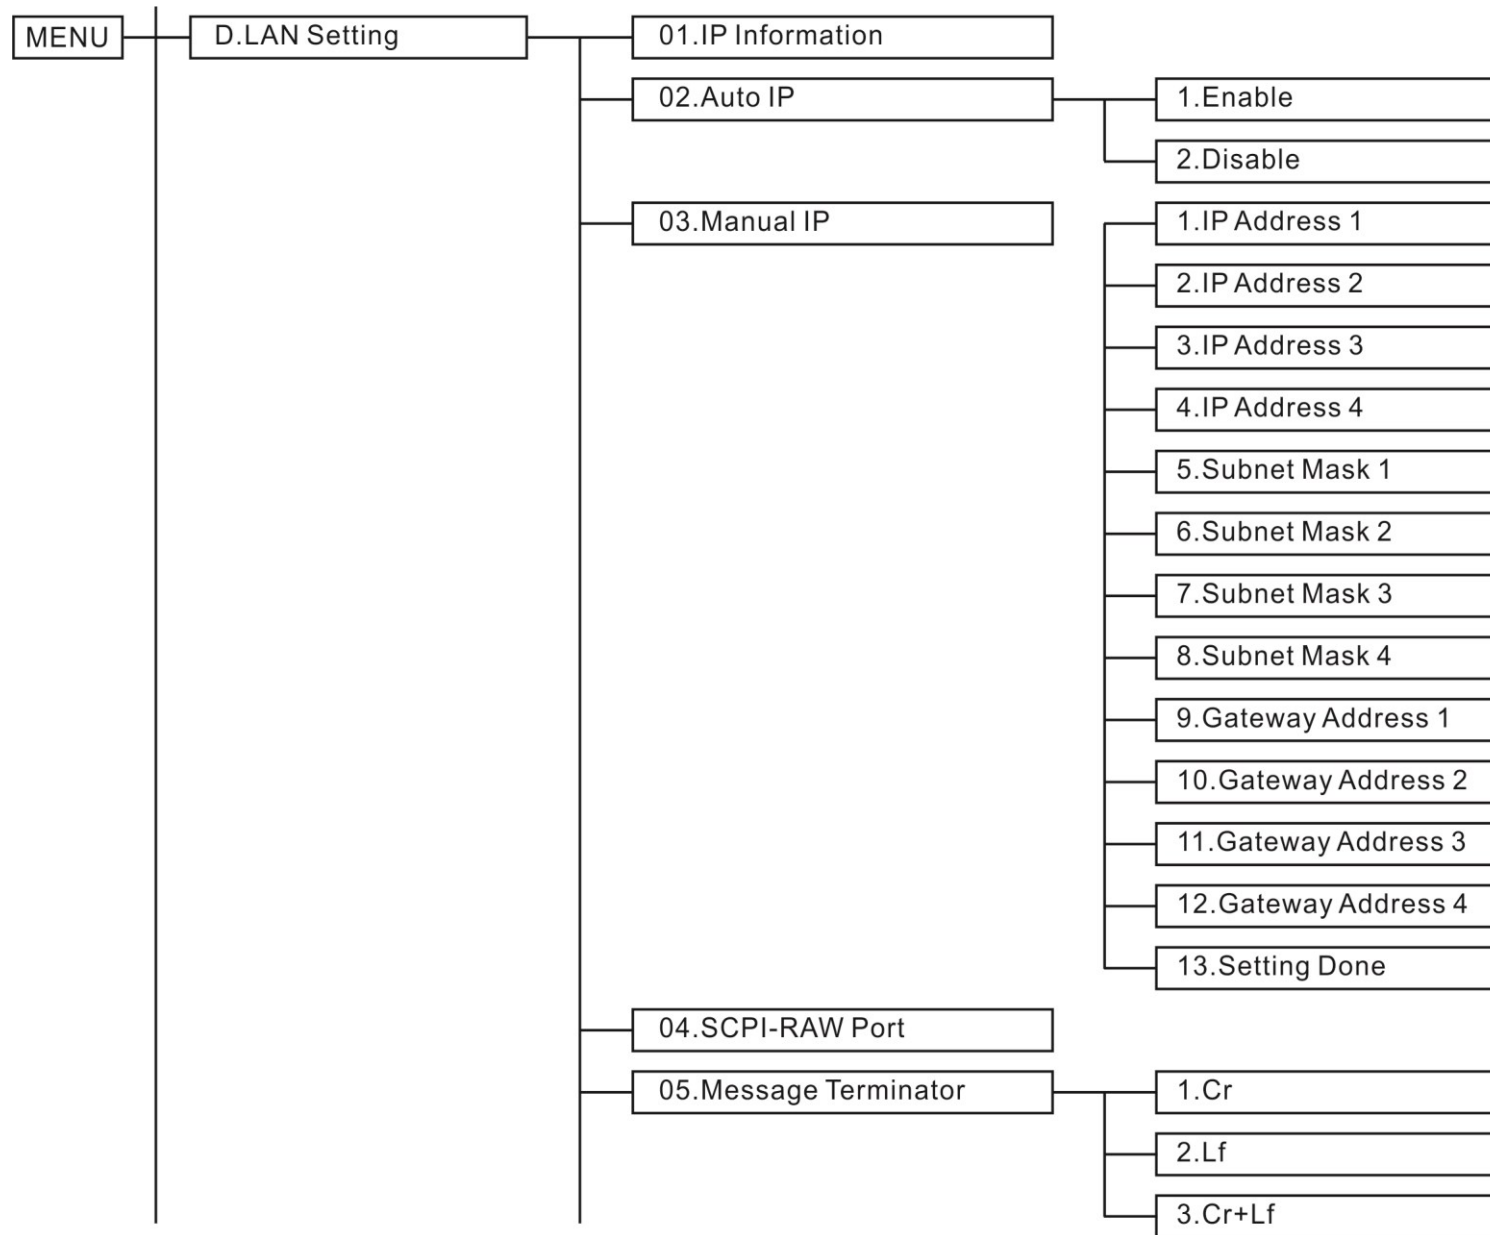 MENU
D.LAN Setting
01.IP Information
02.Auto IP
1.Enable
2.Disable
03.Manual IP
1.IP Address 1
2.IP Address 2
3.IP Address 3
4.IP Address 4
5.Subnet Mask 1
6.Subnet Mask 2
7.Subnet Mask 3
8.Subnet Mask 4
9.Gateway Address 1
10.Gateway Address 2
11.Gateway Address 3
12.Gateway Address 4
13.Setting Done
04.SCPI-RAW Port
05.Message Terminator
1.Cr
2.Lf
3.Cr+Lf